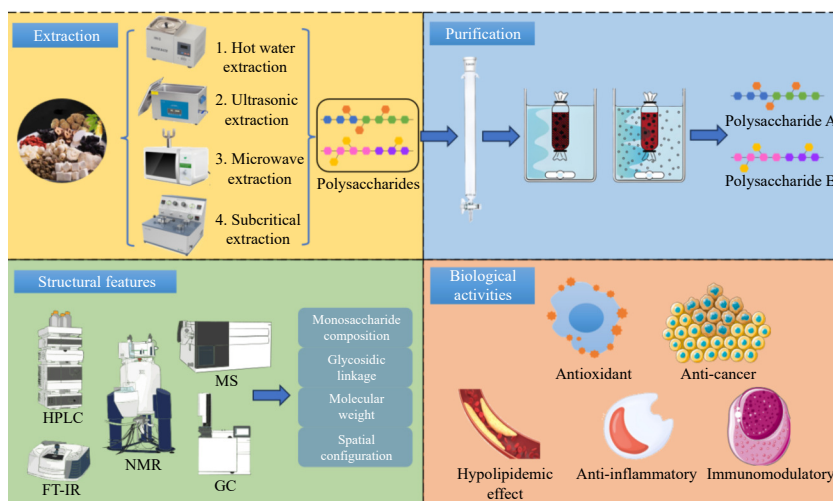 Extraction
1. Hot water
extraction
2. Ultrasonic
extraction
3. Microwave
extraction
4. Subcritical
extraction
Polysaccharides
Purification
Polysaccharide A
Polysaccharide B
Structural features
HPLC
FT-IR
NMR
MS
GC
Monosaccharide
composition
Glycosidic
linkage
Molecular
weight
Spatial
configuration
Biological
activities
Antioxidant
Anti-cancer
Hypolipidemic
effect
Anti-inflammatory
Immunomodulatory